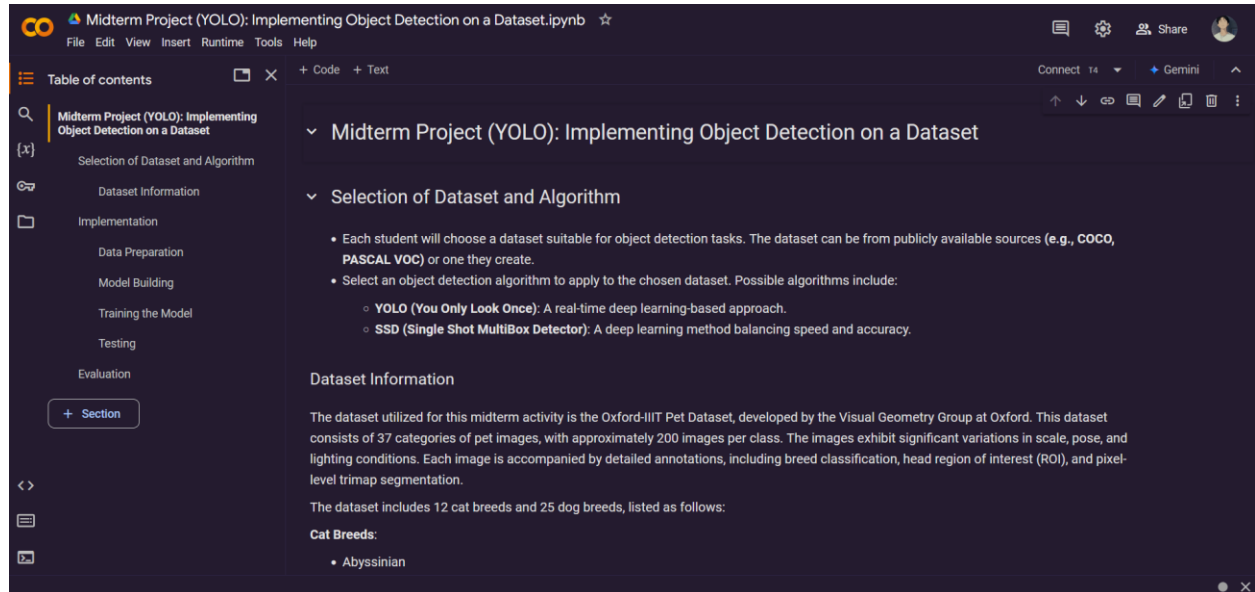 Midterm Project (YOLO): Implementing Object Detection on a Dataset.ipynb
File Edit View Insert Runtime Tools Help
Share
Table of contents
+ Code + Text
Connect T4
Gemini
Midterm Project (YOLO): Implementing
Object Detection on a Dataset
Selection of Dataset and Algorithm
Dataset Information
Implementation
Data Preparation
Model Building
Training the Model
Testing
Evaluation
+ Section
{x}
Midterm Project (YOLO): Implementing Object Detection on a Dataset
Selection of Dataset and Algorithm
• Each student will choose a dataset suitable for object detection tasks. The dataset can be from publicly available sources (e.g., COCO,
PASCAL VOC) or one they create.
• Select an object detection algorithm to apply to the chosen dataset. Possible algorithms include:
◦ YOLO (You Only Look Once): A real-time deep learning-based approach.
◦ SSD (Single Shot MultiBox Detector): A deep learning method balancing speed and accuracy.
Dataset Information
The dataset utilized for this midterm activity is the Oxford-IIIT Pet Dataset, developed by the Visual Geometry Group at Oxford. This dataset
consists of 37 categories of pet images, with approximately 200 images per class. The images exhibit significant variations in scale, pose, and
lighting conditions. Each image is accompanied by detailed annotations, including breed classification, head region of interest (ROI), and pixel-
level trimap segmentation.
The dataset includes 12 cat breeds and 25 dog breeds, listed as follows:
Cat Breeds:
• Abyssinian